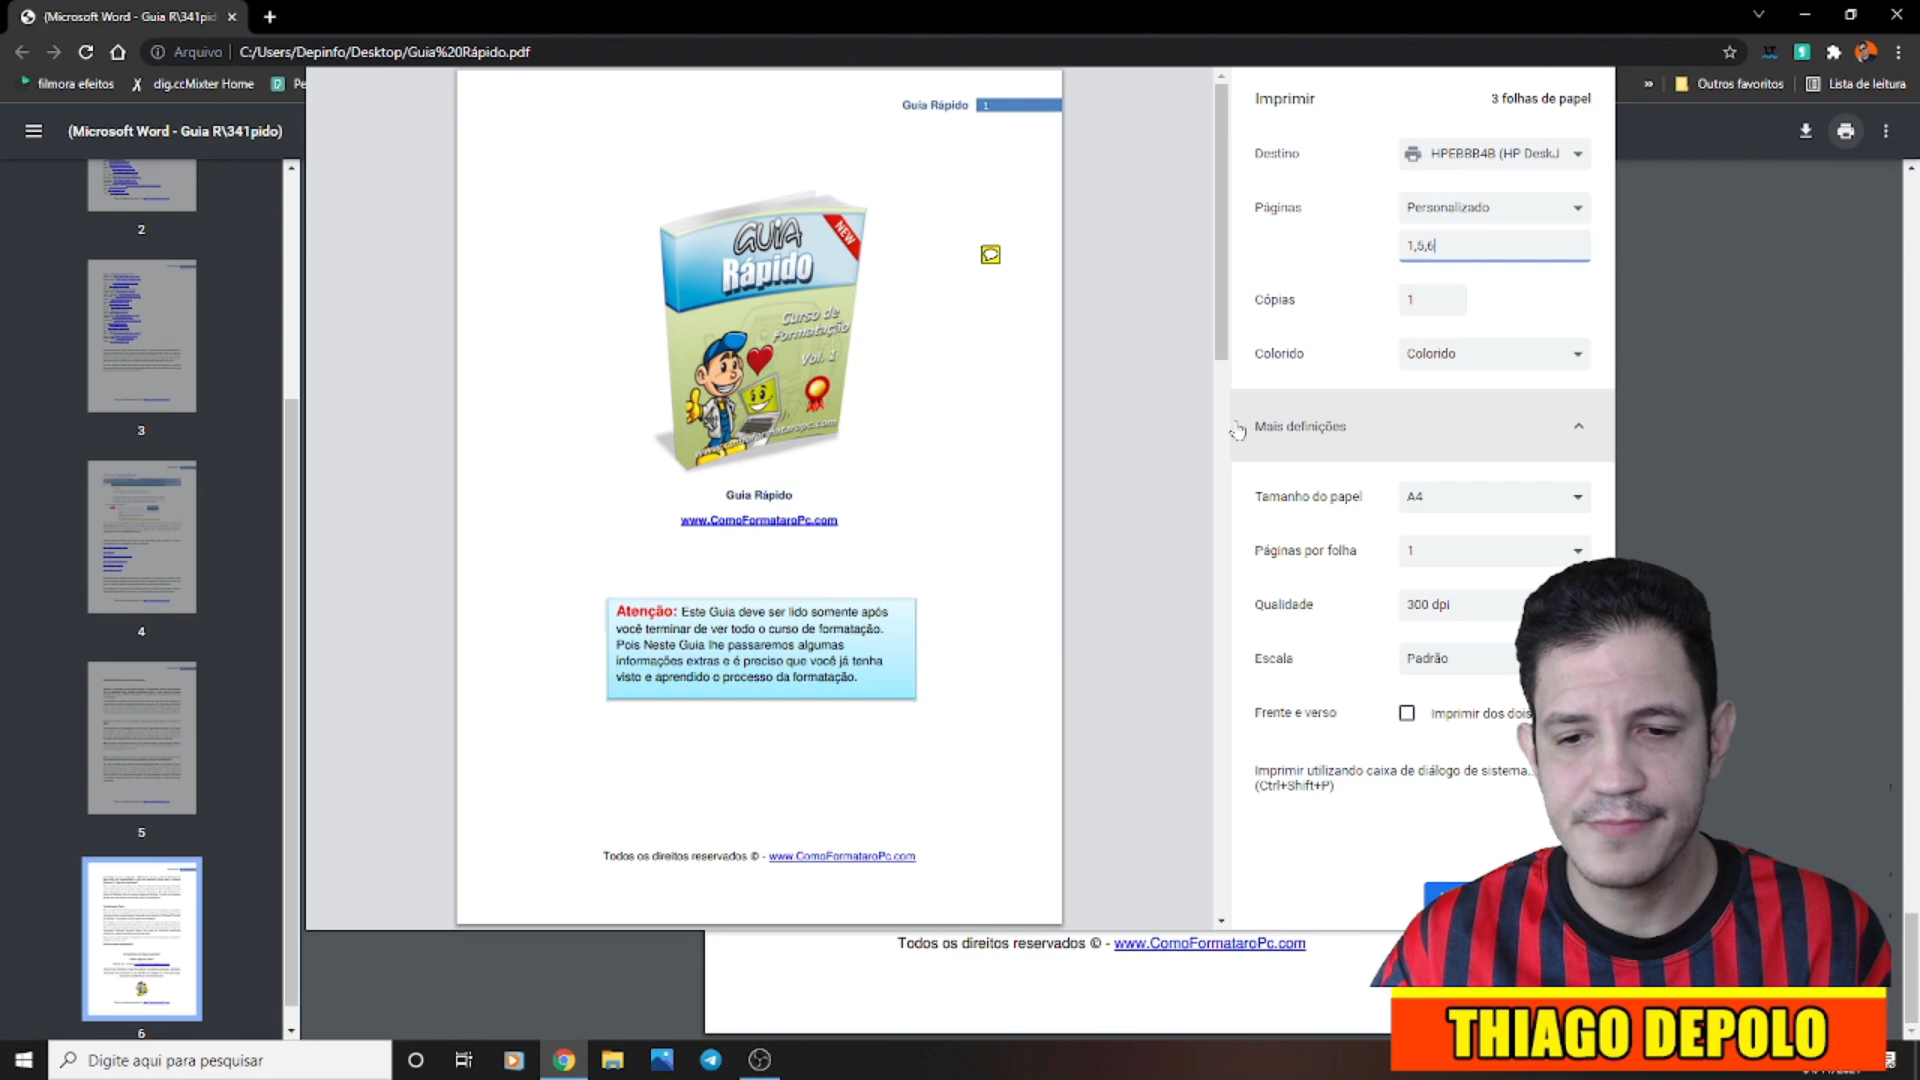 (Microsoft Word - Guia R\341pid
Arquivo
C:/Users/Depinfo/Desktop/Guia%20Rápido.pdf
filmora efeitos
dig.ccMixter Home
Pe
»
Outros favoritos
Lista de leitura
(Microsoft Word - Guia R\341pido)
2
3
4
5
6
Guia Rápido 1
GUIA
Rápido
NEW
Curso de
Formatação
Vol. 1
www.comoformataropc.com
Guia Rápido
www.ComoFormataroPc.com
Atenção: Este Guia deve ser lido somente após
você terminar de ver todo o curso de formatação.
Pois Neste Guia lhe passaremos algumas
informações extras e é preciso que você já tenha
visto e aprendido o processo da formatação.
Todos os direitos reservados © - www.ComoFormataroPc.com
Todos os direitos reservados © - www.ComoFormataroPc.com
Imprimir
3 folhas de papel
Destino
HPEBBB4B (HP DeskJ
Páginas
Personalizado
1,5,6
Cópias
1
Colorido
Colorido
Mais definições
Tamanho do papel
A4
Páginas por folha
1
Qualidade
300 dpi
Escala
Padrão
Frente e verso
Imprimir dos dois
Imprimir utilizando caixa de diálogo de sistema...
(Ctrl+Shift+P)
THIAGO DEPOLO
Digite aqui para pesquisar